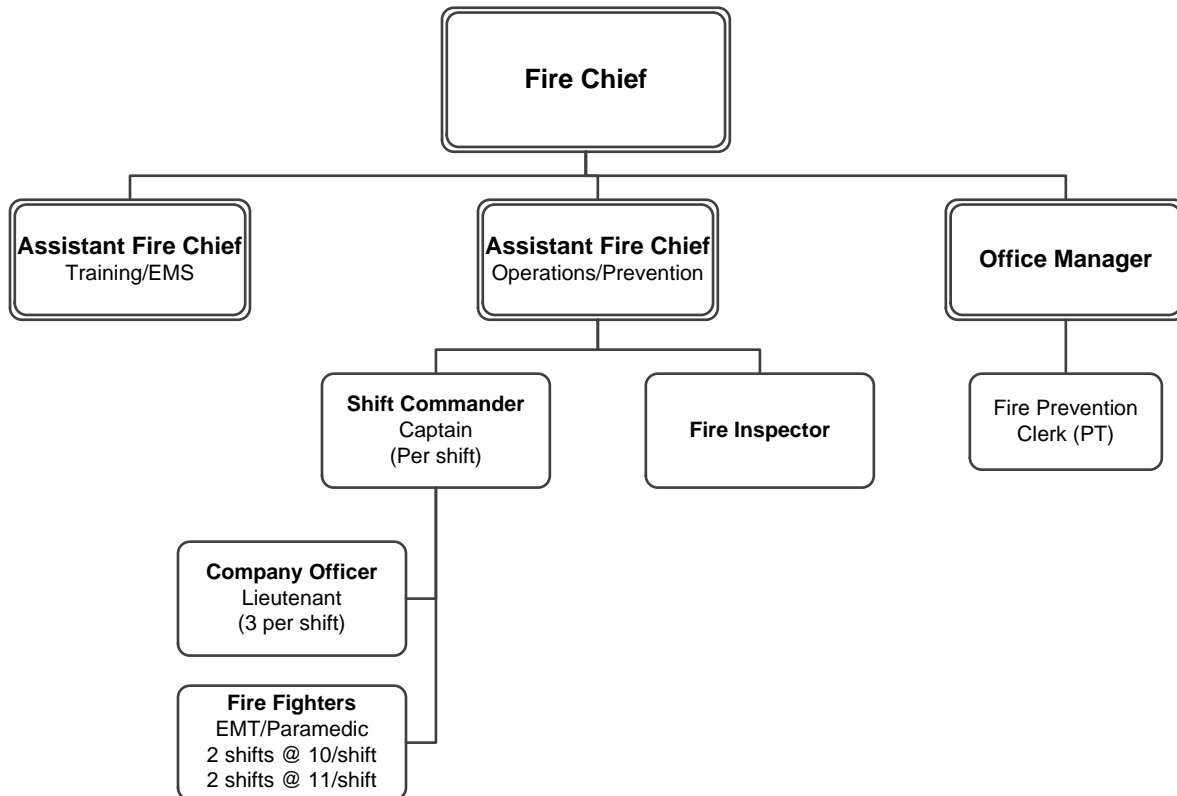 Fire Chief
Assistant Fire Chief
Training/EMS
Assistant Fire Chief
Operations/Prevention
Office Manager
Shift Commander
Captain
(Per shift)
Fire Inspector
Fire Prevention
Clerk (PT)
Company Officer
Lieutenant
(3 per shift)
Fire Fighters
EMT/Paramedic
2 shifts @ 10/shift
2 shifts @ 11/shift